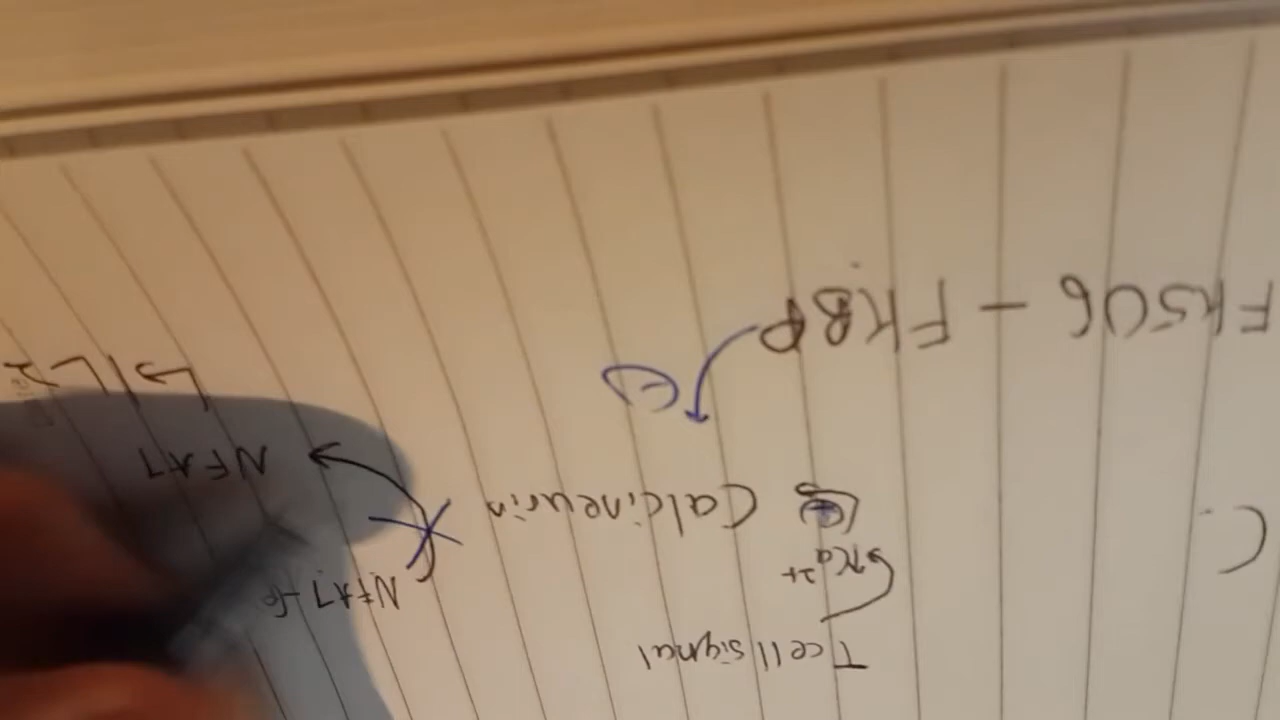 T cell signal
↑Ca²⁺
NFAT-P
C
Calcineurin
NFAT
→ IL-2
FK506 - FKBP